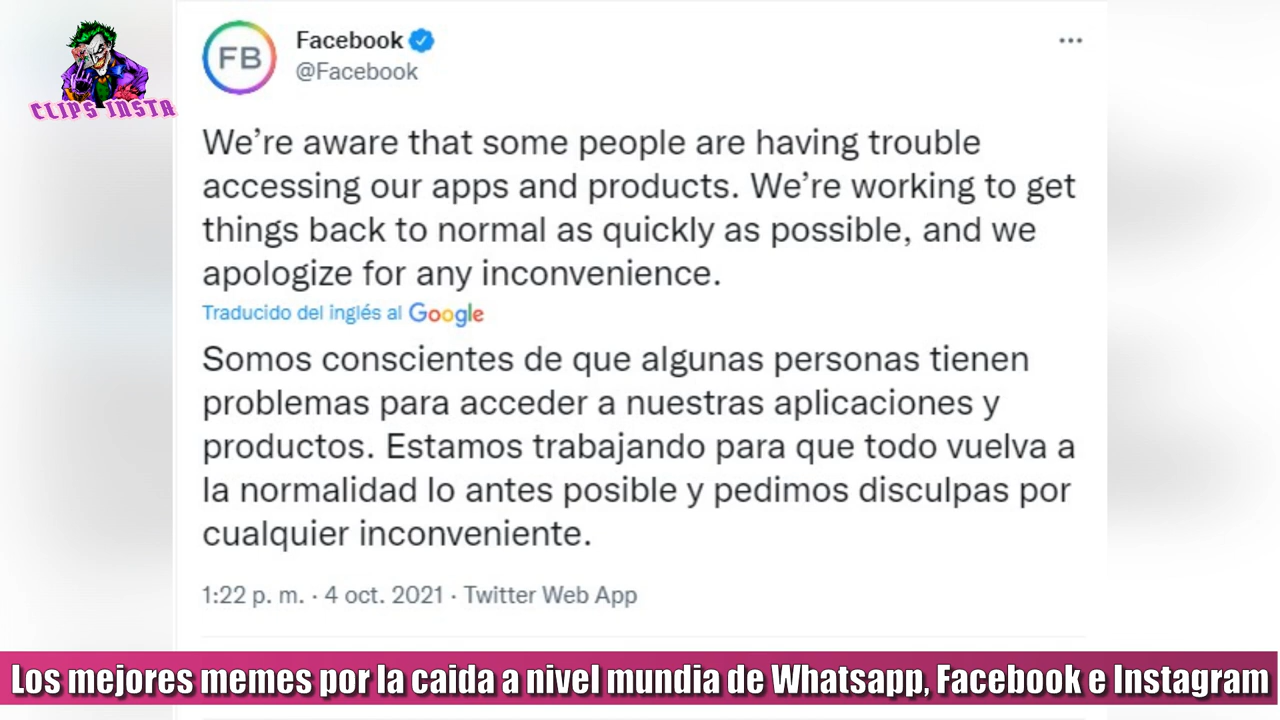 CLIPS INSTA
FB
Facebook
@Facebook
We’re aware that some people are having trouble
accessing our apps and products. We’re working to get
things back to normal as quickly as possible, and we
apologize for any inconvenience.
Traducido del inglés al Google
Somos conscientes de que algunas personas tienen
problemas para acceder a nuestras aplicaciones y
productos. Estamos trabajando para que todo vuelva a
la normalidad lo antes posible y pedimos disculpas por
cualquier inconveniente.
1:22 p. m. · 4 oct. 2021 · Twitter Web App
Los mejores memes por la caida a nivel mundia de Whatsapp, Facebook e Instagram